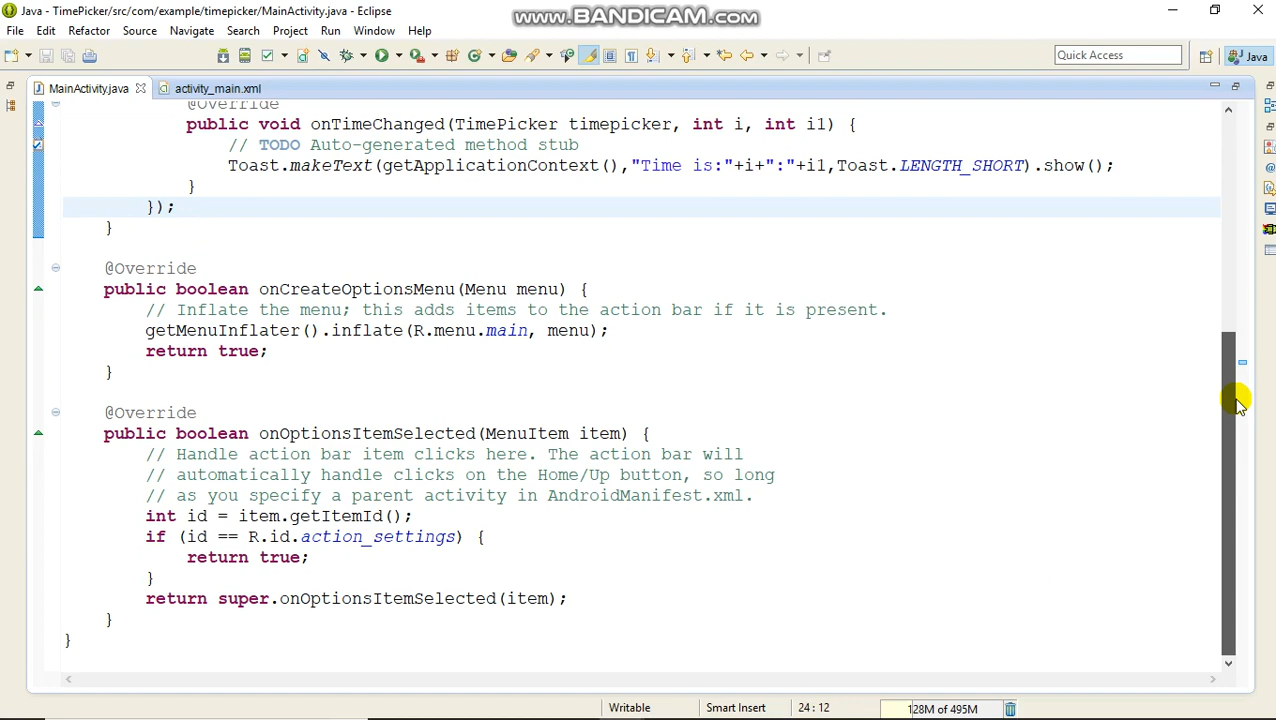 Java - TimePicker/src/com/example/timepicker/MainActivity.java - Eclipse
www.BANDICAM.com
File Edit Refactor Source Navigate Search Project Run Window Help
Quick Access
Java
MainActivity.java
activity_main.xml
@Override
public void onTimeChanged(TimePicker timepicker, int i, int i1) {
// TODO Auto-generated method stub
Toast.makeText(getApplicationContext(),"Time is:"+i+":"+i1,Toast.LENGTH_SHORT).show();
}
});
}
@Override
public boolean onCreateOptionsMenu(Menu menu) {
// Inflate the menu; this adds items to the action bar if it is present.
getMenuInflater().inflate(R.menu.main, menu);
return true;
}
@Override
public boolean onOptionsItemSelected(MenuItem item) {
// Handle action bar item clicks here. The action bar will
// automatically handle clicks on the Home/Up button, so long
// as you specify a parent activity in AndroidManifest.xml.
int id = item.getItemId();
if (id == R.id.action_settings) {
return true;
}
return super.onOptionsItemSelected(item);
}
}
Writable
Smart Insert
24 : 12
128M of 495M